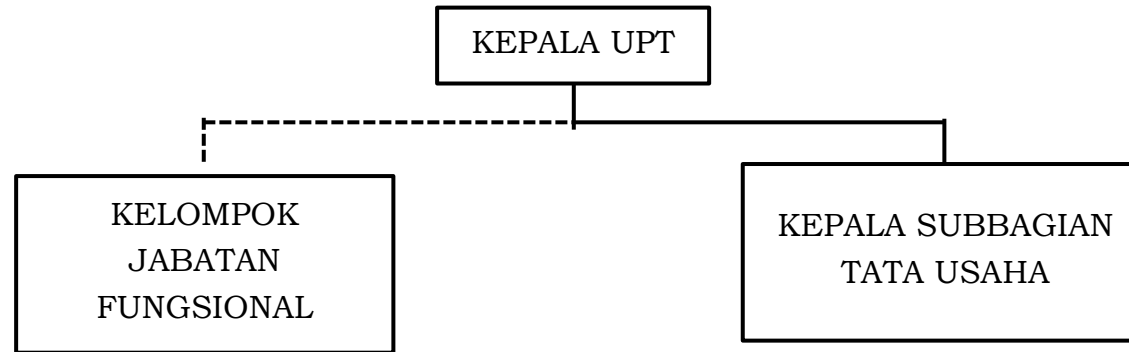 KEPALA UPT
KELOMPOK
JABATAN
FUNGSIONAL
KEPALA SUBBAGIAN
TATA USAHA